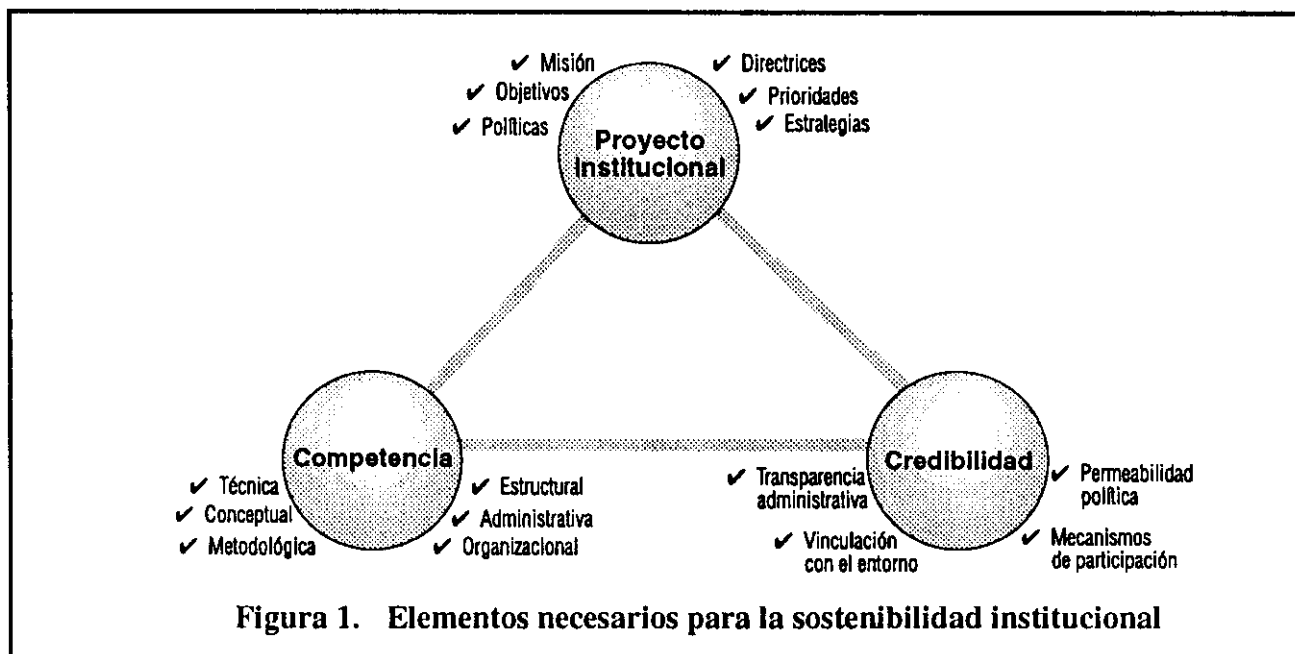 ✔ Misión
✔ Objetivos
✔ Políticas
✔ Directrices
✔ Prioridades
✔ Estrategias
Proyecto
Institucional
Competencia
✔ Técnica
✔ Conceptual
✔ Metodológica
✔ Estructural
✔ Administrativa
✔ Organizacional
Credibilidad
✔ Transparencia
administrativa
✔ Vinculación
con el entorno
✔ Permeabilidad
política
✔ Mecanismos
de participación
Figura 1. Elementos necesarios para la sostenibilidad institucional